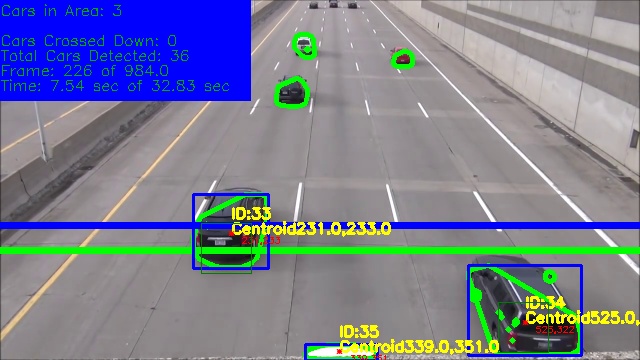 Cars in Area: 3
Cars Crossed Down: 0
Total Cars Detected: 36
Frame: 226 of 984.0
Time: 7.54 sec of 32.83 sec
ID:33
Centroid231.0,233.0
ID:34
Centroid525.0,
525,322
ID:35
Centroid339.0,351.0